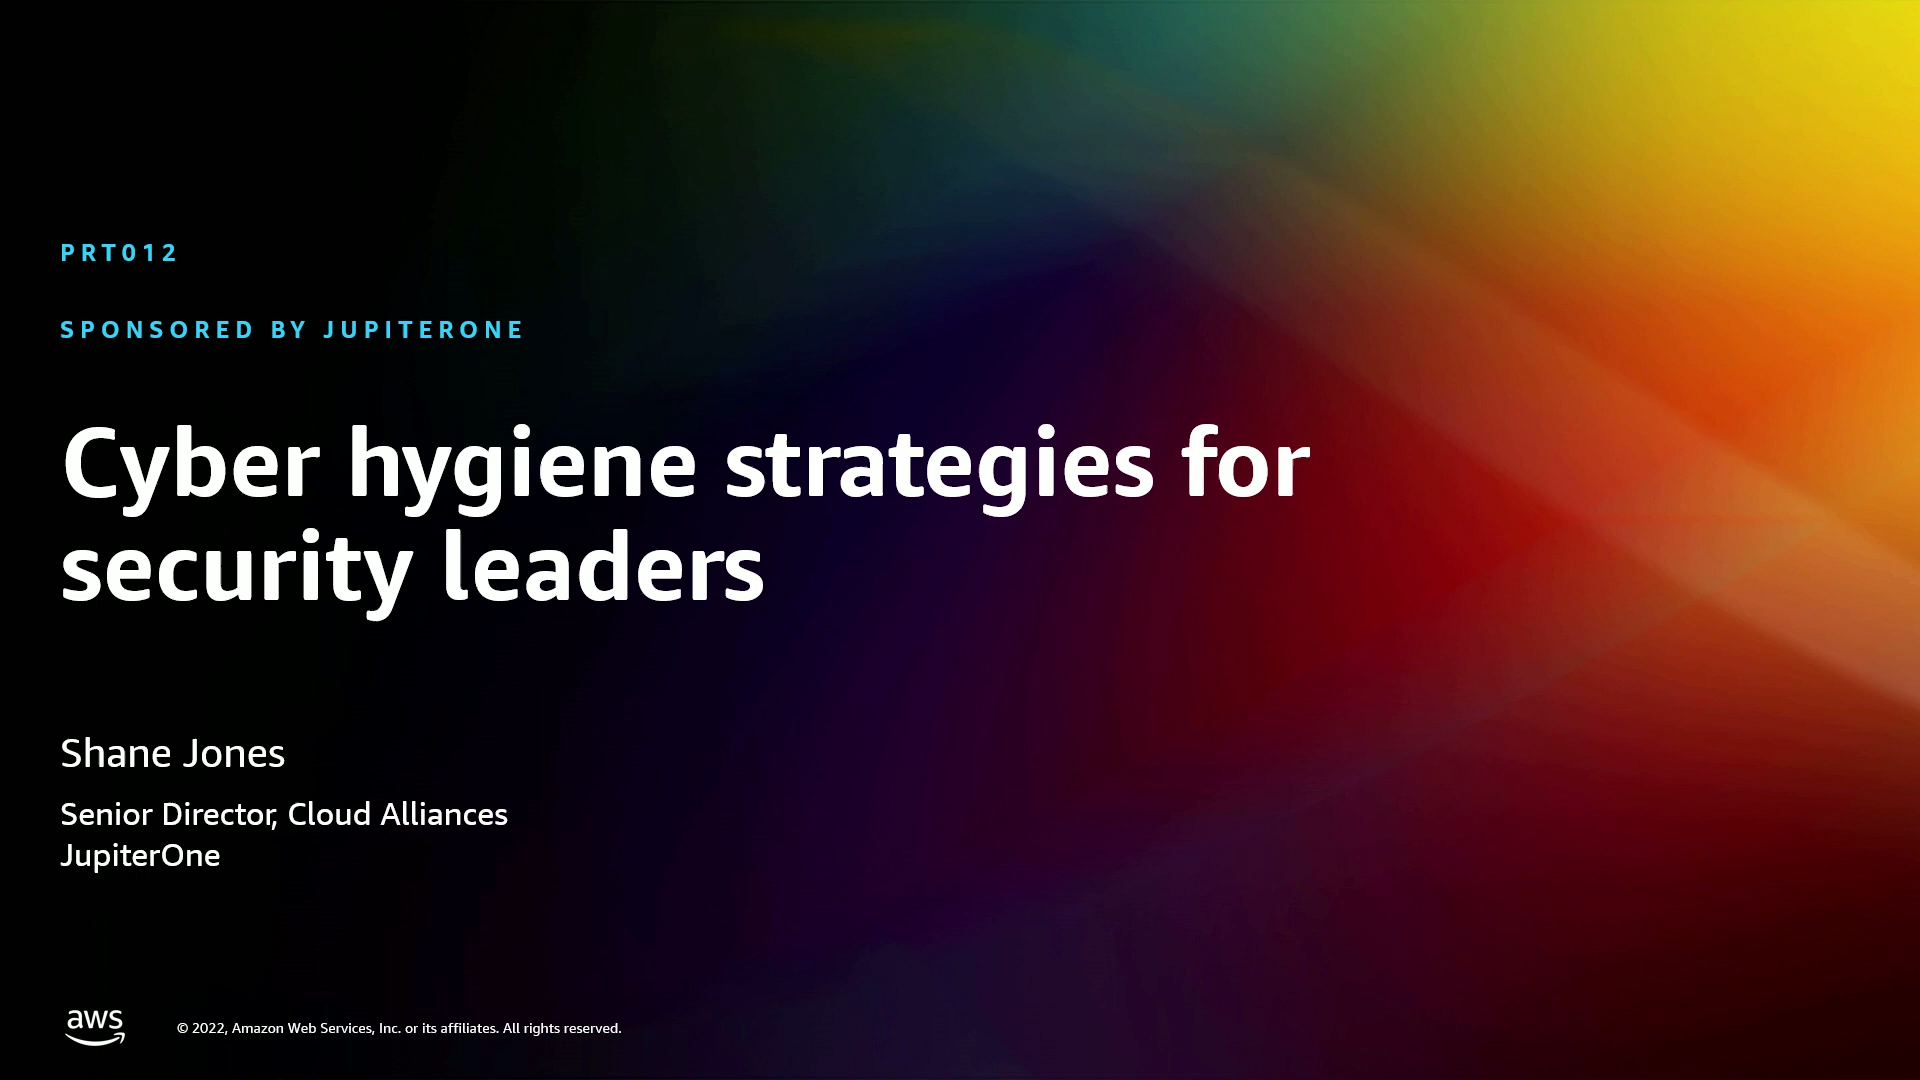 PRT012
SPONSORED BY JUPITERONE
Cyber hygiene strategies for
security leaders
Shane Jones
Senior Director, Cloud Alliances
JupiterOne
aws
© 2022, Amazon Web Services, Inc. or its affiliates. All rights reserved.